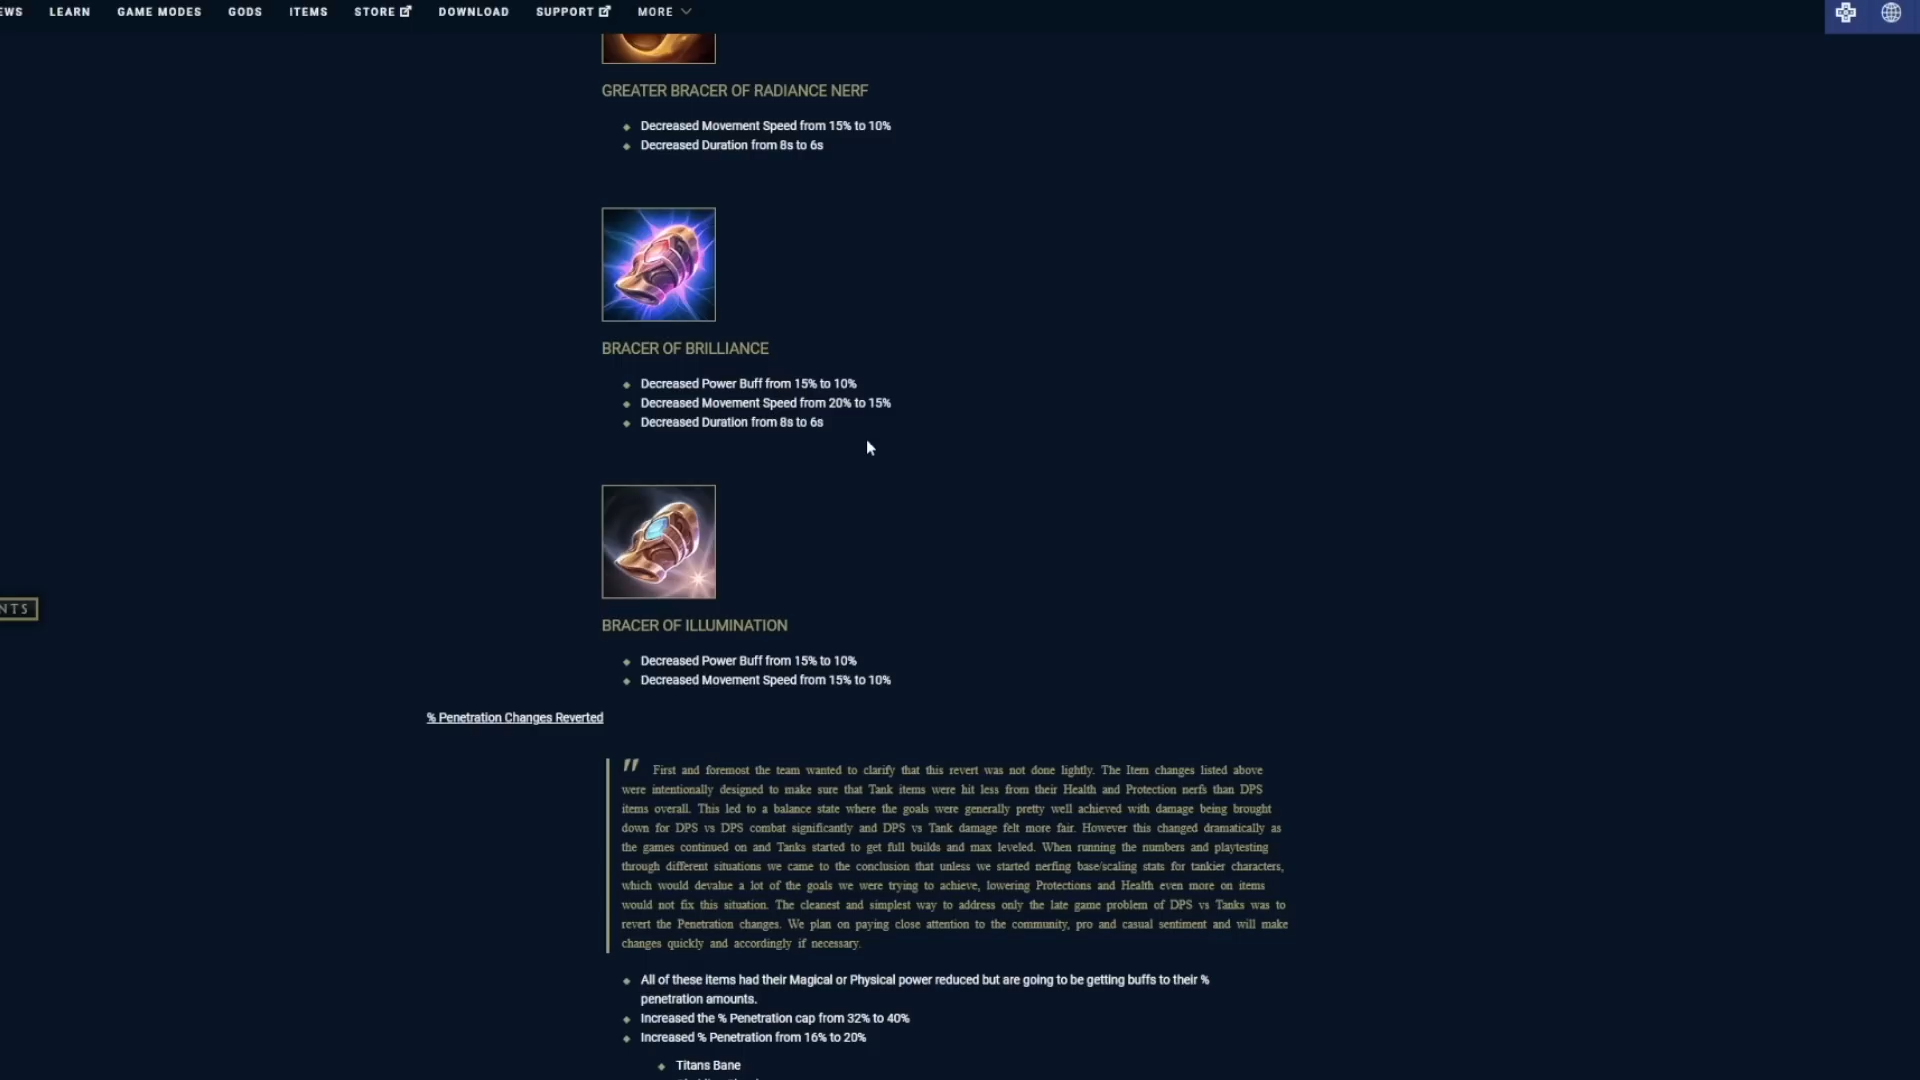 EWS LEARN GAME MODES GODS ITEMS STORE DOWNLOAD SUPPORT MORE
GREATER BRACER OF RADIANCE NERF
Decreased Movement Speed from 15% to 10%
Decreased Duration from 8s to 6s
BRACER OF BRILLIANCE
Decreased Power Buff from 15% to 10%
Decreased Movement Speed from 20% to 15%
Decreased Duration from 8s to 6s
NTS
BRACER OF ILLUMINATION
Decreased Power Buff from 15% to 10%
Decreased Movement Speed from 15% to 10%
% Penetration Changes Reverted
" First and foremost the team wanted to clarify that this revert was not done lightly. The Item changes listed above
were intentionally designed to make sure that Tank items were hit less from their Health and Protection nerfs than DPS
items overall. This led to a balance state where the goals were generally pretty well achieved with damage being brought
down for DPS vs DPS combat significantly and DPS vs Tank damage felt more fair. However this changed dramatically as
the games continued on and Tanks started to get full builds and max leveled. When running the numbers and playtesting
through different situations we came to the conclusion that unless we started nerfing base/scaling stats for tankier characters,
which would devalue a lot of the goals we were trying to achieve, lowering Protections and Health even more on items
would not fix this situation. The cleanest and simplest way to address only the late game problem of DPS vs Tanks was to
revert the Penetration changes. We plan on paying close attention to the community, pro and casual sentiment and will make
changes quickly and accordingly if necessary.
All of these items had their Magical or Physical power reduced but are going to be getting buffs to their %
penetration amounts.
Increased the % Penetration cap from 32% to 40%
Increased % Penetration from 16% to 20%
Titans Bane